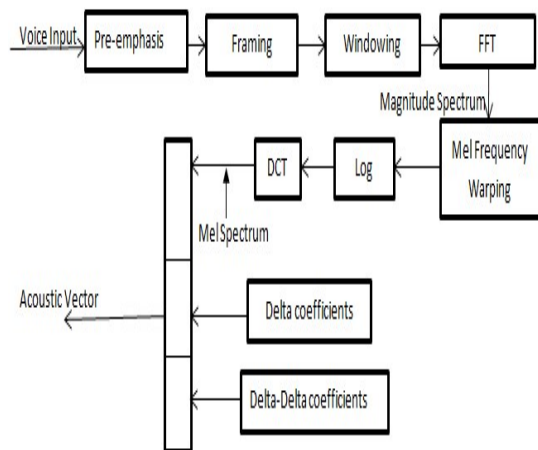 Voice Input
Pre-emphasis
Framing
Windowing
FFT
Magnitude Spectrum
Mel Frequency
Warping
Log
DCT
Mel Spectrum
Acoustic Vector
Delta coefficients
Delta-Delta coefficients